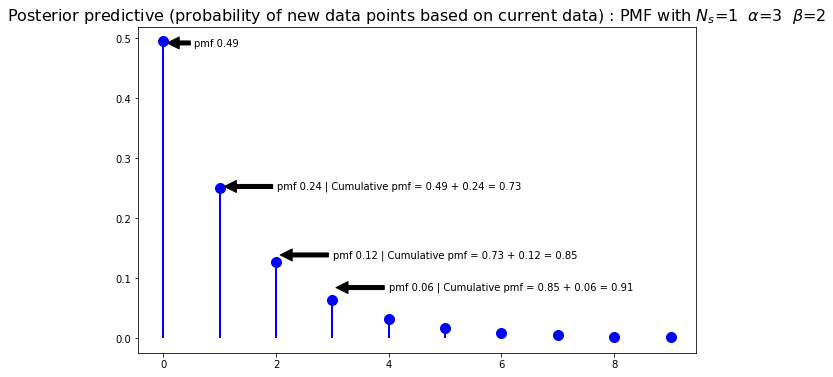 Posterior predictive (probability of new data points based on current data) : PMF with Nₛ=1 α=3 β=2
0.5
pmf 0.49
0.4
0.3
pmf 0.24 | Cumulative pmf = 0.49 + 0.24 = 0.73
0.2
pmf 0.12 | Cumulative pmf = 0.73 + 0.12 = 0.85
0.1
pmf 0.06 | Cumulative pmf = 0.85 + 0.06 = 0.91
0.0
0 2 4 6 8